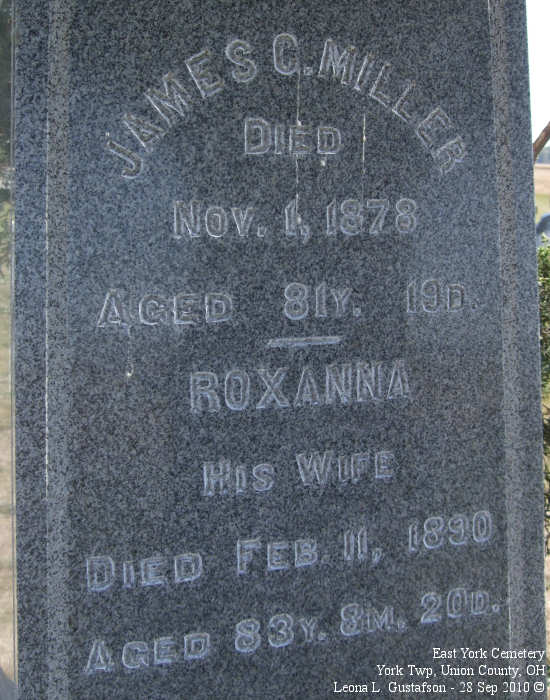 JAMES C. MILLER
DIED
NOV. 1, 1878
AGED 81Y. 19D.
ROXANNA
HIS WIFE
DIED FEB. 11, 1890
AGED 83Y. 8M. 20D.
East York Cemetery
York Twp, Union County, OH
Leona L. Gustafson - 28 Sep 2010 ©